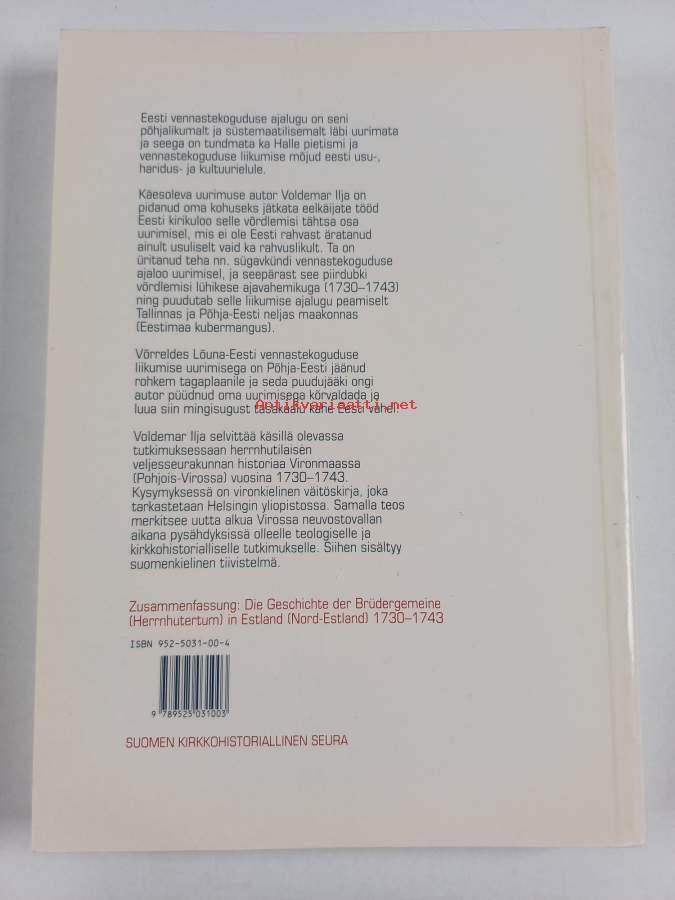 Eesti vennastekoguduse ajalugu on seni
põhjalikumalt ja süstemaatilisemalt läbi uurimata
ja seega on tundmata ka Halle pietismi ja
vennastekoguduse liikumise mõjud eesti usu-,
haridus- ja kultuurielule.
Käesoleva uurimuse autor Voldemar Ilja on
pidanud oma kohuseks jätkata eelkäijate tööd
Eesti kirikuloo selle võrdlemisi tähtsa osa
uurimisel, mis ei ole Eesti rahvast äratanud
ainult usuliselt vaid ka rahvuslikult. Ta on
üritanud teha nn. sügavkündi vennastekoguduse
ajaloo uurimisel, ja seepärast see piirdubki
võrdlemisi lühikese ajavahemikuga (1730–1743)
ning puudutab selle liikumise ajalugu peamiselt
Tallinnas ja Põhja-Eesti neljas maakonnas
(Eestimaa kubermangus).
Võrreldes Lõuna-Eesti vennastekoguduse
liikumise uurimisega on Põhja-Eesti jäänud
rohkem tagaplaanile ja seda puudujääki ongi
autor püüdnud oma uurimisega kõrvaldada ja
luua siin mingisugust tasakaalu kahe Eesti vahel.
Antikvariaatti.net
Voldemar Ilja selvittää käsillä olevassa
tutkimuksessaan herrnhutilaisen
veljesseurakunnan historiaa Vironmaassa
(Pohjois-Virossa) vuosina 1730–1743.
Kysymyksessä on vironkielinen väitöskirja, joka
tarkastetaan Helsingin yliopistossa. Samalla teos
merkitsee uutta alkua Virossa neuvostovallan
aikana pysähdyksissä olleelle teologiselle ja
kirkkohistorialliselle tutkimukselle. Siihen sisältyy
suomenkielinen tiivistelmä.
Zusammenfassung: Die Geschichte der Brüdergemeine
(Herrnhutertum) in Estland (Nord-Estland) 1730–1743
ISBN 952-5031-00-4
9 789525 031003
SUOMEN KIRKKOHISTORIALLINEN SEURA